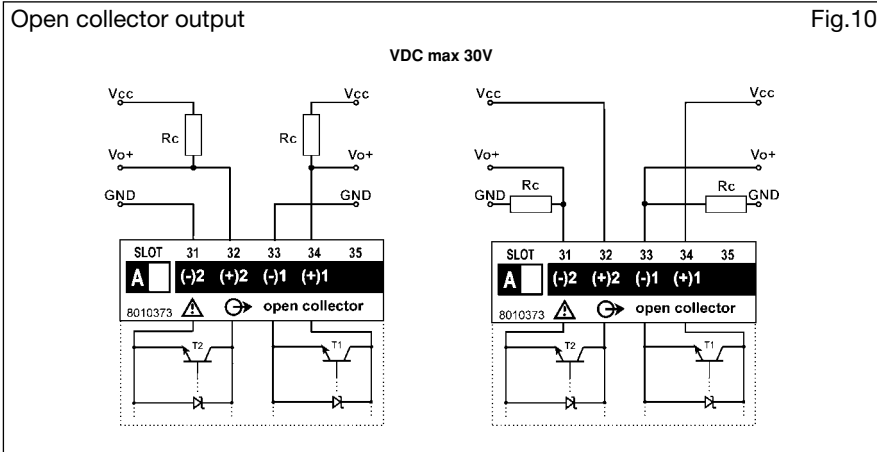 Open collector output Fig.10
VDC max 30V
Vcc Vcc Vcc Vcc
Rc Rc
Vo+ Vo+ Vo+ Vo+
Rc Rc
GND GND GND GND
SLOT 31 32 33 34 35 SLOT 31 32 33 34 35
A (-)2 (+)2 (-)1 (+)1 A (-)2 (+)2 (-)1 (+)1
8010373 open collector 8010373 open collector
T2 T1 T2 T1